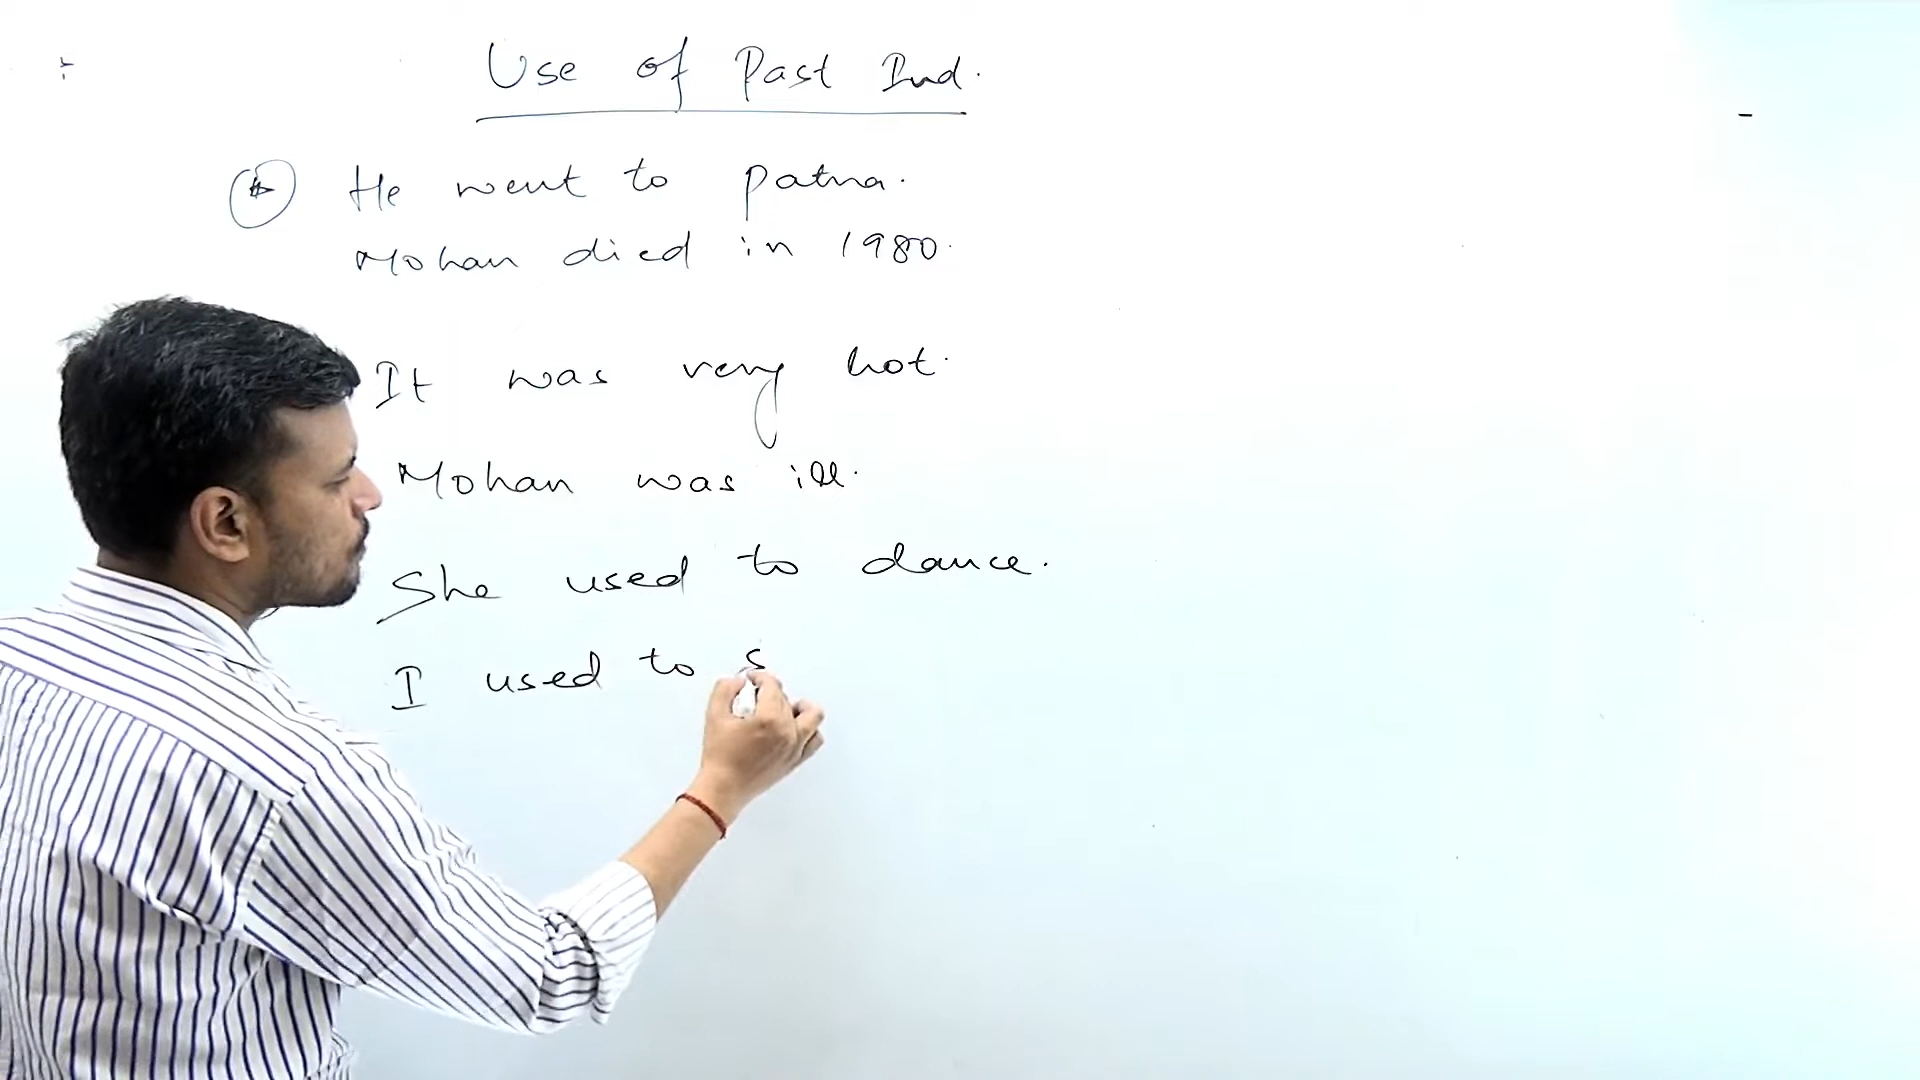 Use of Past Ind.
He went to Patna.
Mohan died in 1980.
It was very hot.
Mohan was ill.
She used to dance.
I used to s